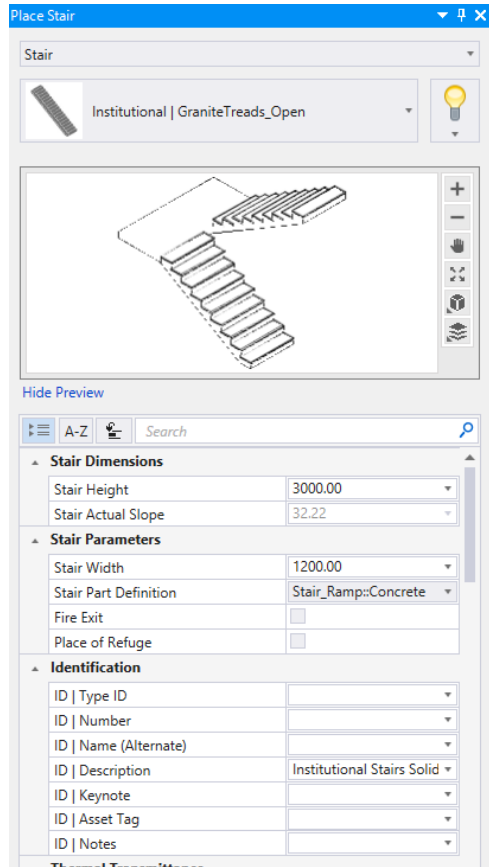 Place Stair
Stair
Institutional | GraniteTreads_Open
Hide Preview
A-Z Search
Stair Dimensions
Stair Height 3000.00
Stair Actual Slope 32.22
Stair Parameters
Stair Width 1200.00
Stair Part Definition Stair_Ramp::Concrete
Fire Exit
Place of Refuge
Identification
ID | Type ID
ID | Number
ID | Name (Alternate)
ID | Description Institutional Stairs Solid
ID | Keynote
ID | Asset Tag
ID | Notes
Thermal Transmittance